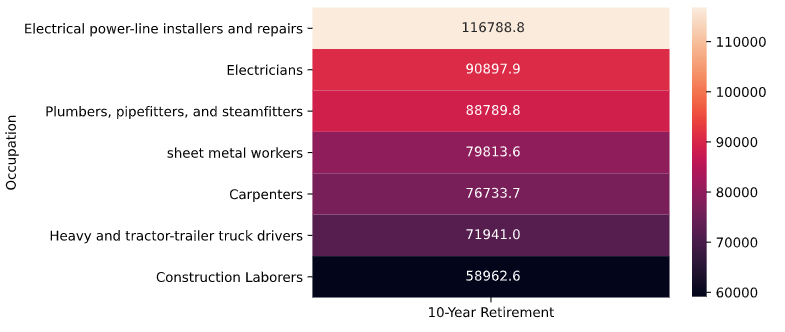 Electrical power-line installers and repairs
116788.8
Electricians
90897.9
Plumbers, pipefitters, and steamfitters
88789.8
sheet metal workers
79813.6
Carpenters
76733.7
Heavy and tractor-trailer truck drivers
71941.0
Construction Laborers
58962.6
Occupation
10-Year Retirement
110000
100000
90000
80000
70000
60000